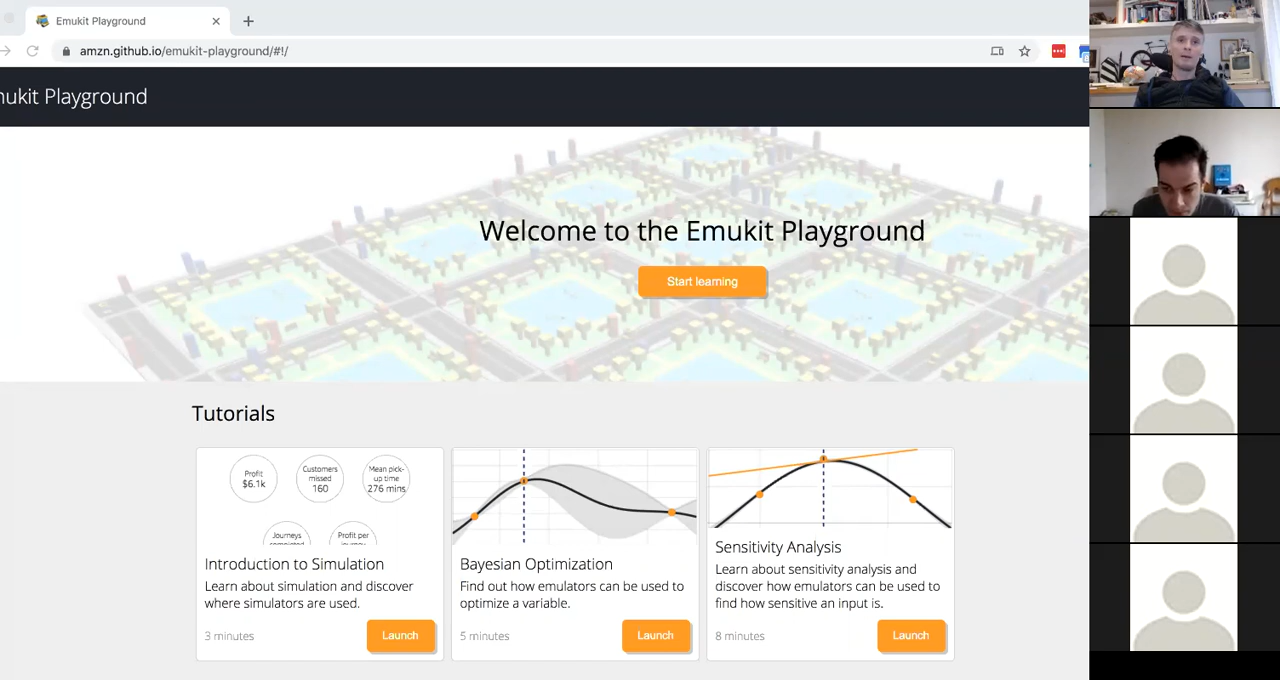 Emukit Playground
amzn.github.io/emukit-playground/#!/
mukit Playground
Welcome to the Emukit Playground
Start learning
Tutorials
Profit
$6.1k
Customers
missed
160
Mean pick-
up time
276 mins
Journeys
completed
Profit per
journey
Introduction to Simulation
Learn about simulation and discover
where simulators are used.
3 minutes
Launch
Bayesian Optimization
Find out how emulators can be used to
optimize a variable.
5 minutes
Launch
Sensitivity Analysis
Learn about sensitivity analysis and
discover how emulators can be used to
find how sensitive an input is.
8 minutes
Launch